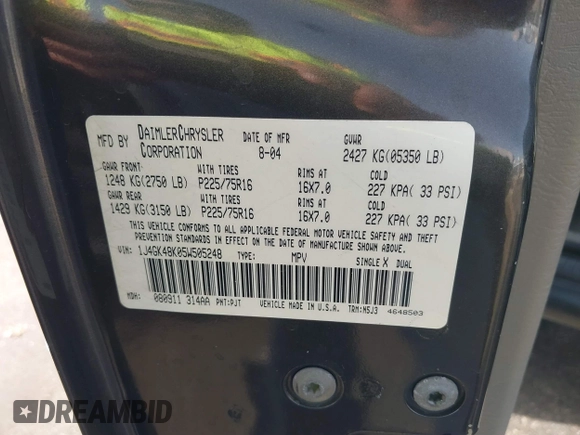 MFD BY DAIMLERCHRYSLER CORPORATION DATE OF MFR 8-04 GVWR 2427 KG(05350 LB)
GAWR FRONT WITH TIRES RIMS AT COLD
1248 KG(2750 LB) P225/75R16 16X7.0 227 KPA( 33 PSI)
GAWR REAR WITH TIRES RIMS AT COLD
1429 KG(3150 LB) P225/75R16 16X7.0 227 KPA( 33 PSI)
THIS VEHICLE CONFORMS TO ALL APPLICABLE FEDERAL MOTOR VEHICLE SAFETY AND THEFT
PREVENTION STANDARDS IN EFFECT ON THE DATE OF MANUFACTURE SHOWN ABOVE.
VIN: 1J4GK48K05W505248 TYPE: MPV SINGLE X DUAL
MDH: 080911 314AA PNT:PJT VEHICLE MADE IN U.S.A. TRM:N5J3 4648503
DREAMBID